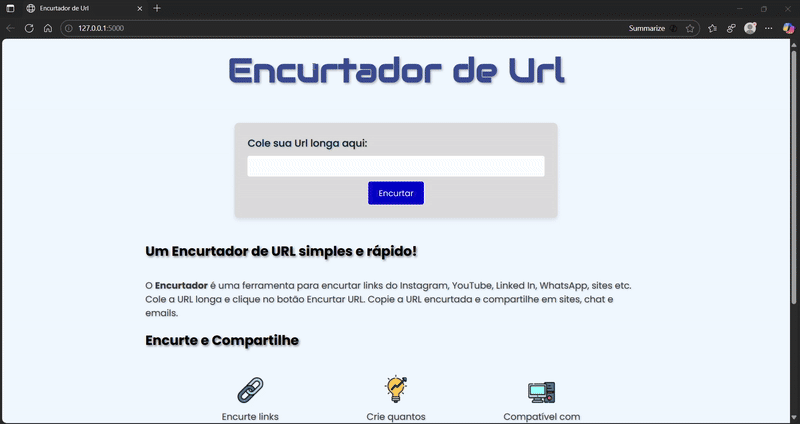 Encurtador de Url
127.0.0.1:5000
Summarize
Encurtador de Url
Cole sua Url longa aqui:
Encurtar
Um Encurtador de URL simples e rápido!
O Encurtador é uma ferramenta para encurtar links do Instagram, YouTube, Linked In, WhatsApp, sites etc.
Cole a URL longa e clique no botão Encurtar URL. Copie a URL encurtada e compartilhe em sites, chat e
emails.
Encurte e Compartilhe
Encurte links
Crie quantos
Compatível com